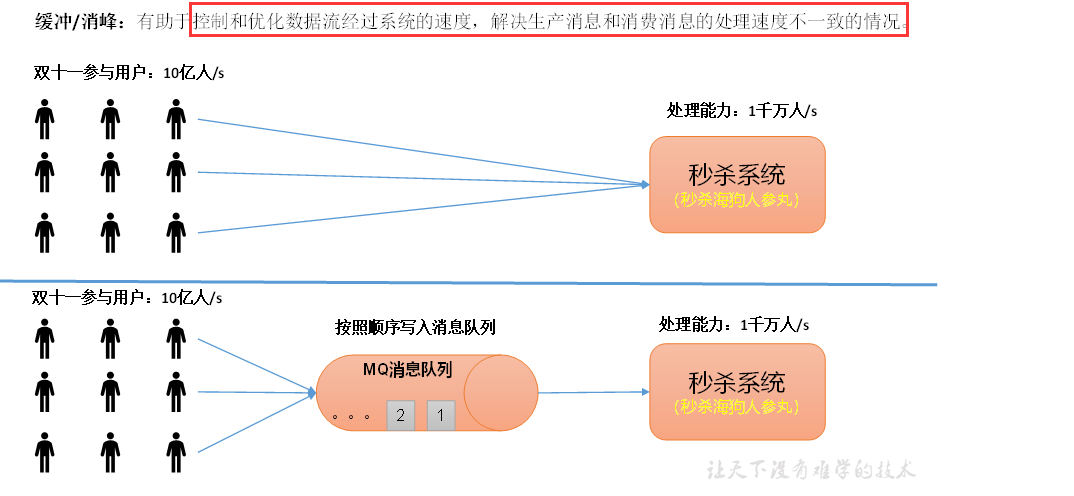 缓冲/消峰：有助于控制和优化数据流经过系统的速度，解决生产消息和消费消息的处理速度不一致的情况。
双十一参与用户：10亿人/s
处理能力：1千万人/s
秒杀系统
（秒杀海狗人参丸）
双十一参与用户：10亿人/s
按照顺序写入消息队列
处理能力：1千万人/s
MQ消息队列
。。。 2 1
秒杀系统
（秒杀海狗人参丸）
让天下没有难学的技术